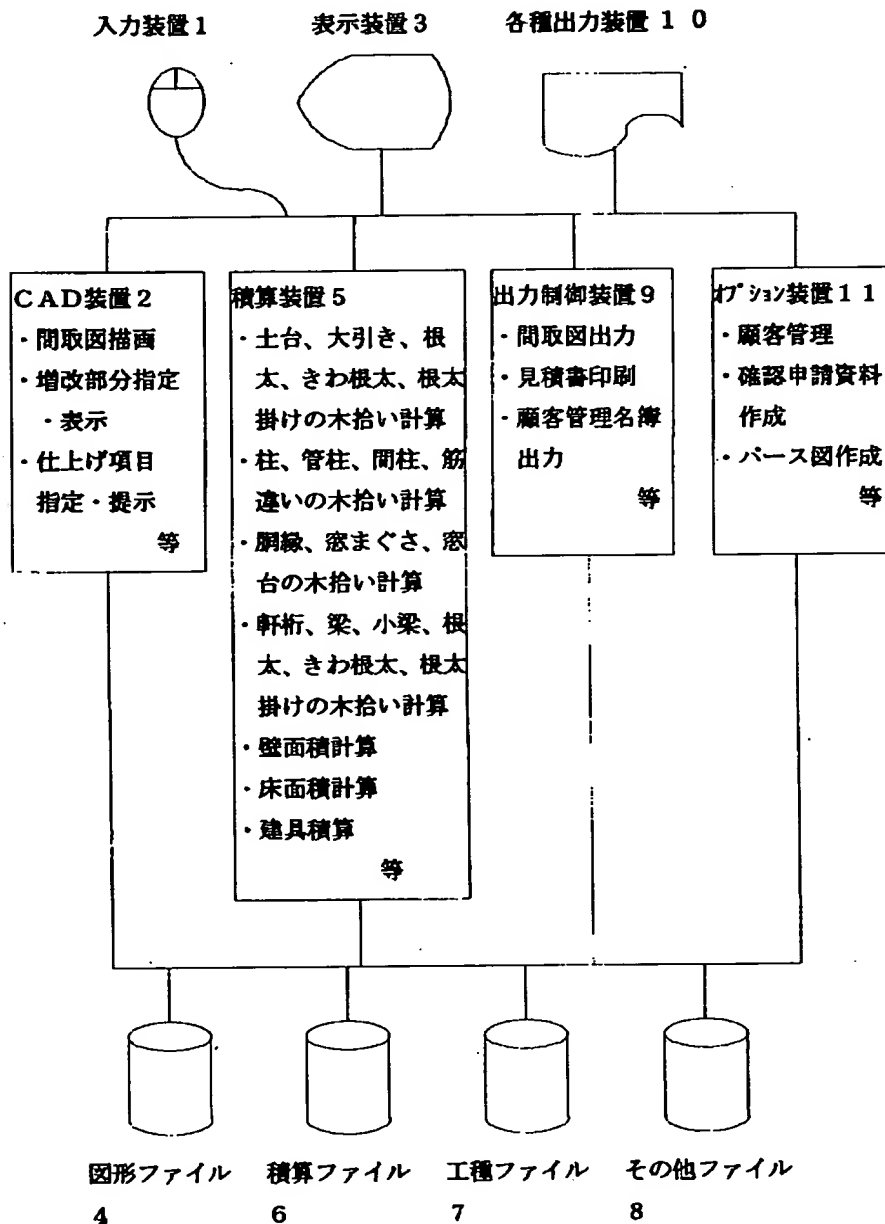 入力装置1
表示装置3
各種出力装置10
CAD装置2
・間取図描画
・増改部分指定
・表示
・仕上げ項目
指定・提示
等
積算装置5
・土台、大引き、根
太、きわ根太、根太
掛けの木拾い計算
・柱、管柱、間柱、筋
違いの木拾い計算
・胴縁、窓まぐさ、窓
台の木拾い計算
・軒桁、梁、小梁、根
太、きわ根太、根太
掛けの木拾い計算
・壁面積計算
・床面積計算
・建具積算
等
出力制御装置9
・間取図出力
・見積書印刷
・顧客管理名簿
出力
等
オプション装置11
・顧客管理
・確認申請資料
作成
・パース図作成
等
図形ファイル
4
積算ファイル
6
工種ファイル
7
その他ファイル
8